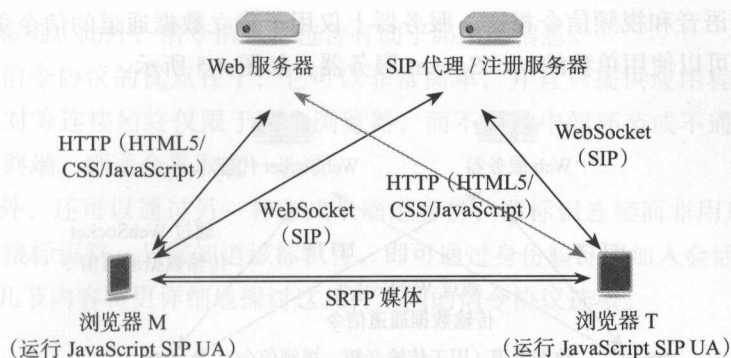 Web 服务器
SIP 代理 / 注册服务器
HTTP（HTML5/
CSS/JavaScript）
WebSocket
（SIP）
HTTP（HTML5/
CSS/JavaScript）
WebSocket
（SIP）
SRTP 媒体
浏览器 M
（运行 JavaScript SIP UA）
浏览器 T
（运行 JavaScript SIP UA）